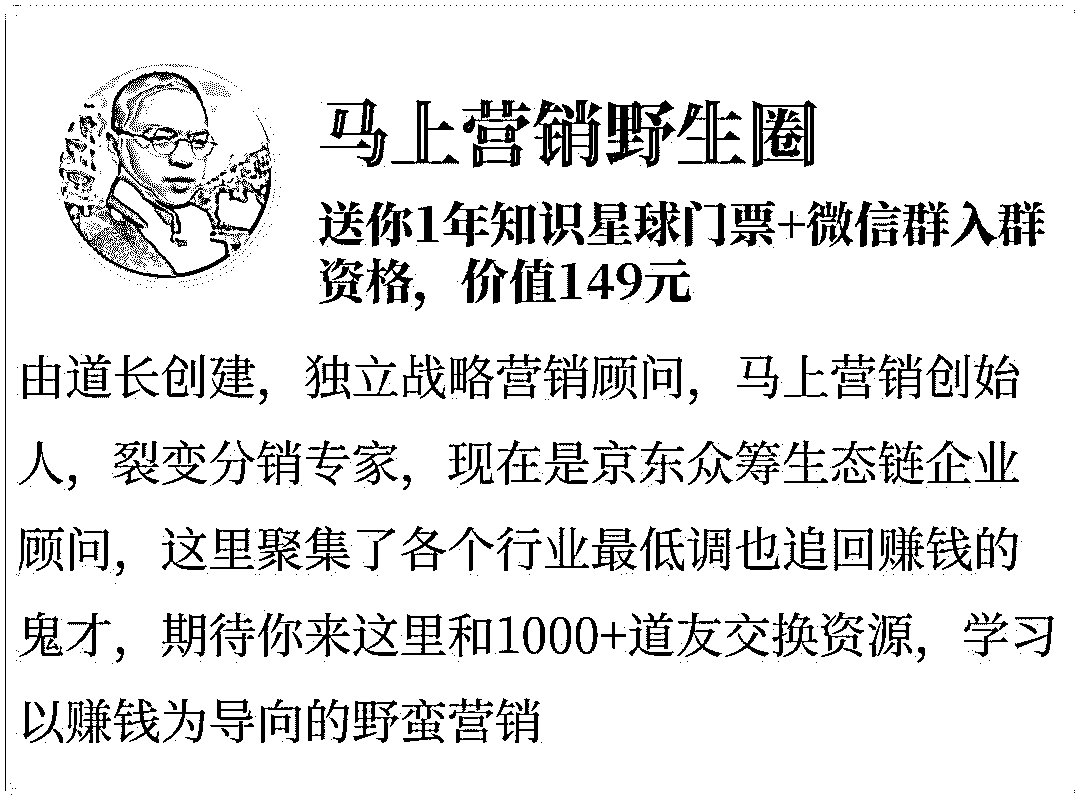 马上营销野生圈
送你1年知识星球门票+微信群入群
资格，价值149元
由道长创建，独立战略营销顾问，马上营销创始
人，裂变分销专家，现在是京东众筹生态链企业
顾问，这里聚集了各个行业最低调也追回赚钱的
鬼才，期待你来这里和1000+道友交换资源，学习
以赚钱为导向的野蛮营销